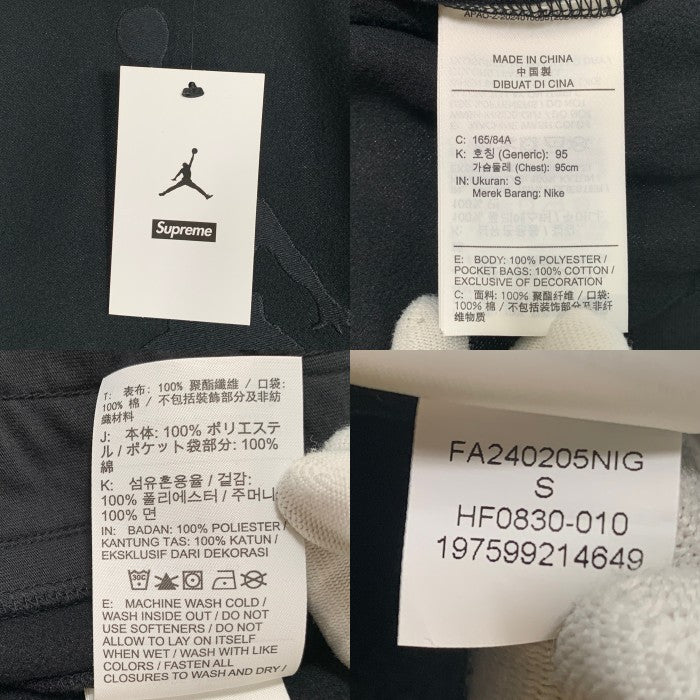 Supreme
MADE IN CHINA
中国製
DIBUAT DI CINA
C: 165/84A
K: 호칭 (Generic): 95
가슴둘레 (Chest): 95cm
IN: Ukuran: S
Merek Barang: Nike
E: BODY: 100% POLYESTER /
POCKET BAGS: 100% COTTON /
EXCLUSIVE OF DECORATION
C: 面料: 100% 聚酯纤维 / 口袋:
100% 棉 / 不包括装饰部分及非纤
维物质
T: 表布: 100% 聚酯纖維 / 口袋:
100% 棉 / 不包括裝飾部分及非紡
織材料
J: 本体: 100% ポリエステ
ル / ポケット袋部分: 100%
綿
K: 섬유혼용율 / 겉감:
100% 폴리에스터 / 주머니:
100% 면
IN: BADAN: 100% POLIESTER /
KANTUNG TAS: 100% KATUN /
EKSKLUSIF DARI DEKORASI
30C
E: MACHINE WASH COLD /
WASH INSIDE OUT / DO NOT
USE SOFTENERS / DO NOT
ALLOW TO LAY ON ITSELF
WHEN WET / WASH WITH LIKE
COLORS / FASTEN ALL
CLOSURES TO WASH AND DRY /
FA240205NIG
S
HF0830-010
197599214649